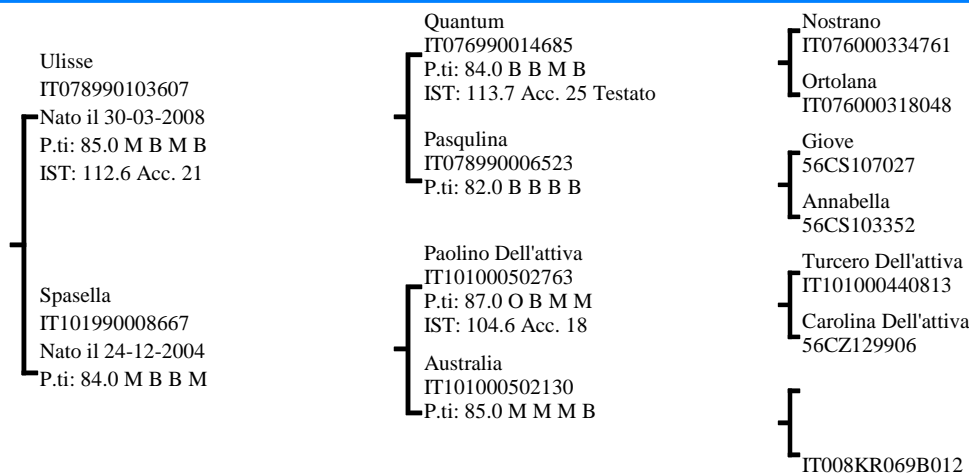 Ulisse
IT078990103607
Nato il 30-03-2008
P.ti: 85.0 M B M B
IST: 112.6 Acc. 21
Spasella
IT101990008667
Nato il 24-12-2004
P.ti: 84.0 M B B M
Quantum
IT076990014685
P.ti: 84.0 B B M B
IST: 113.7 Acc. 25 Testato
Pasqulina
IT078990006523
P.ti: 82.0 B B B B
Paolino Dell'attiva
IT101000502763
P.ti: 87.0 O B M M
IST: 104.6 Acc. 18
Australia
IT101000502130
P.ti: 85.0 M M M B
Nostrano
IT076000334761
Ortolana
IT076000318048
Giove
56CS107027
Annabella
56CS103352
Turcero Dell'attiva
IT101000440813
Carolina Dell'attiva
56CZ129906
IT008KR069B012